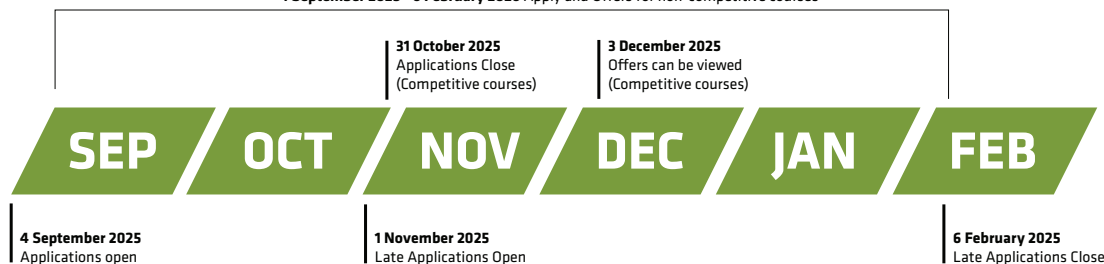 September February Apply and Offers for non-competitive courses
31 October 2025
Applications Close
(Competitive courses)
3 December 2025
Offers can be viewed
(Competitive courses)
SEP OCT NOV DEC JAN FEB
4 September 2025
Applications open
1 November 2025
Late Applications Open
6 February 2025
Late Applications Close